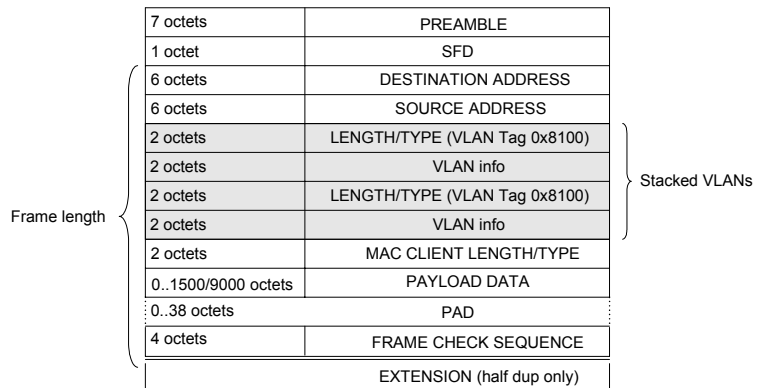 7 octets PREAMBLE
1 octet SFD
6 octets DESTINATION ADDRESS
6 octets SOURCE ADDRESS
2 octets LENGTH/TYPE (VLAN Tag 0x8100)
2 octets VLAN info
2 octets LENGTH/TYPE (VLAN Tag 0x8100)
2 octets VLAN info
Stacked VLANs
Frame length
2 octets MAC CLIENT LENGTH/TYPE
0..1500/9000 octets PAYLOAD DATA
0..38 octets PAD
4 octets FRAME CHECK SEQUENCE
EXTENSION (half dup only)